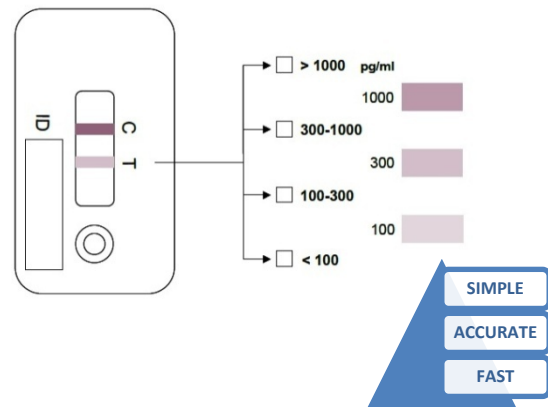 > 1000 pg/ml
1000
300-1000
300
100-300
100
< 100
ID
C
T
SIMPLE
ACCURATE
FAST